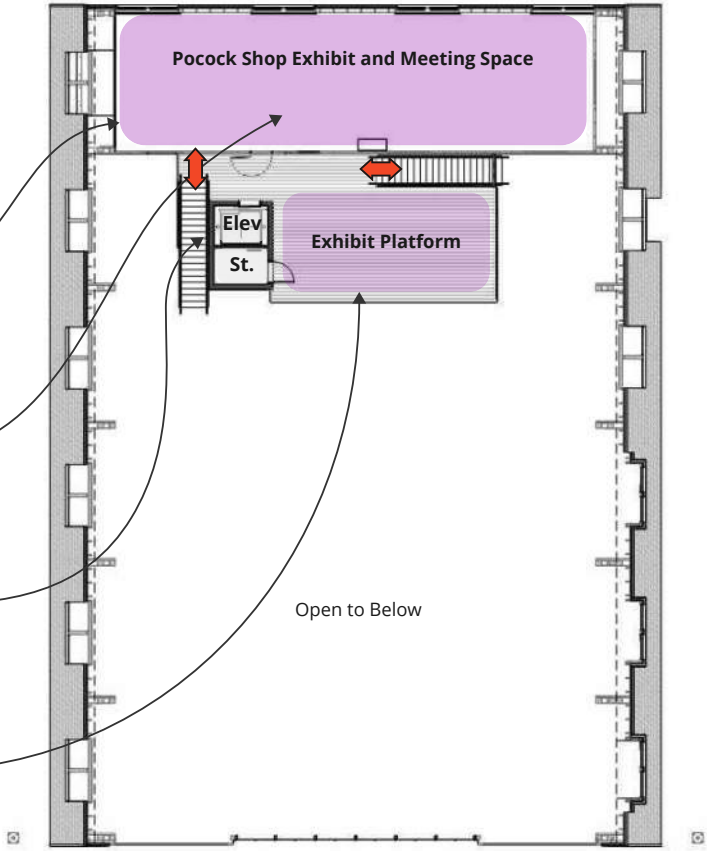 Pocock Shop Exhibit and Meeting Space
Elev
Exhibit Platform
St.
Open to Below